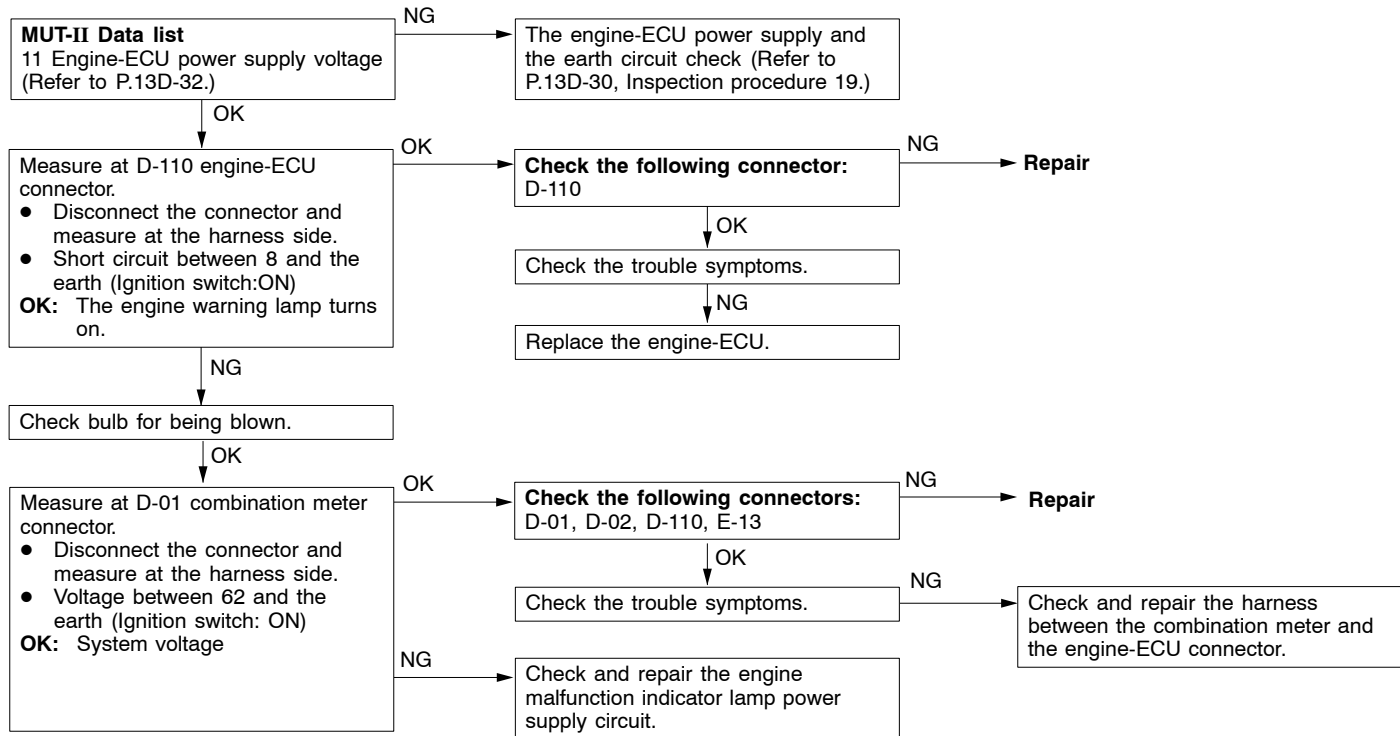 MUT-II Data list
11 Engine-ECU power supply voltage
(Refer to P.13D-32.)
NG
The engine-ECU power supply and
the earth circuit check (Refer to
P.13D-30, Inspection procedure 19.)
OK
Measure at D-110 engine-ECU
connector.
● Disconnect the connector and
measure at the harness side.
● Short circuit between 8 and the
earth (Ignition switch:ON)
OK: The engine warning lamp turns
on.
OK
Check the following connector:
D-110
NG
Repair
OK
Check the trouble symptoms.
NG
Replace the engine-ECU.
NG
Check bulb for being blown.
OK
Measure at D-01 combination meter
connector.
● Disconnect the connector and
measure at the harness side.
● Voltage between 62 and the
earth (Ignition switch: ON)
OK: System voltage
OK
Check the following connectors:
D-01, D-02, D-110, E-13
NG
Repair
OK
Check the trouble symptoms.
NG
Check and repair the harness
between the combination meter and
the engine-ECU connector.
NG
Check and repair the engine
malfunction indicator lamp power
supply circuit.